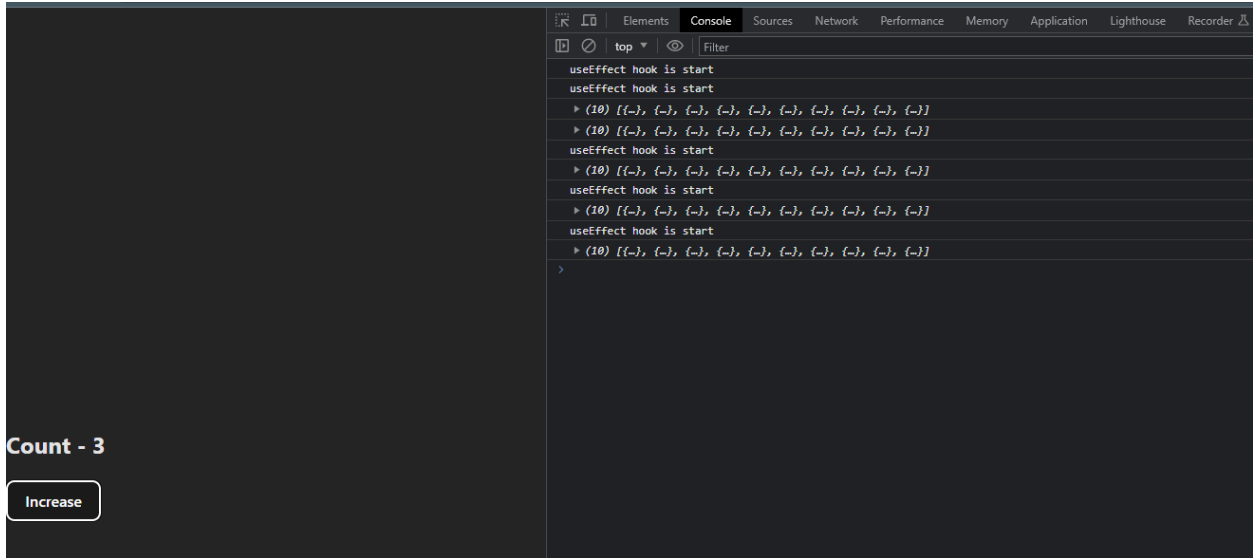 Elements Console Sources Network Performance Memory Application Lighthouse Recorder
top Filter
useEffect hook is start
useEffect hook is start
(10) [{…}, {…}, {…}, {…}, {…}, {…}, {…}, {…}, {…}, {…}]
(10) [{…}, {…}, {…}, {…}, {…}, {…}, {…}, {…}, {…}, {…}]
useEffect hook is start
(10) [{…}, {…}, {…}, {…}, {…}, {…}, {…}, {…}, {…}, {…}]
useEffect hook is start
(10) [{…}, {…}, {…}, {…}, {…}, {…}, {…}, {…}, {…}, {…}]
useEffect hook is start
(10) [{…}, {…}, {…}, {…}, {…}, {…}, {…}, {…}, {…}, {…}]
Count - 3
Increase